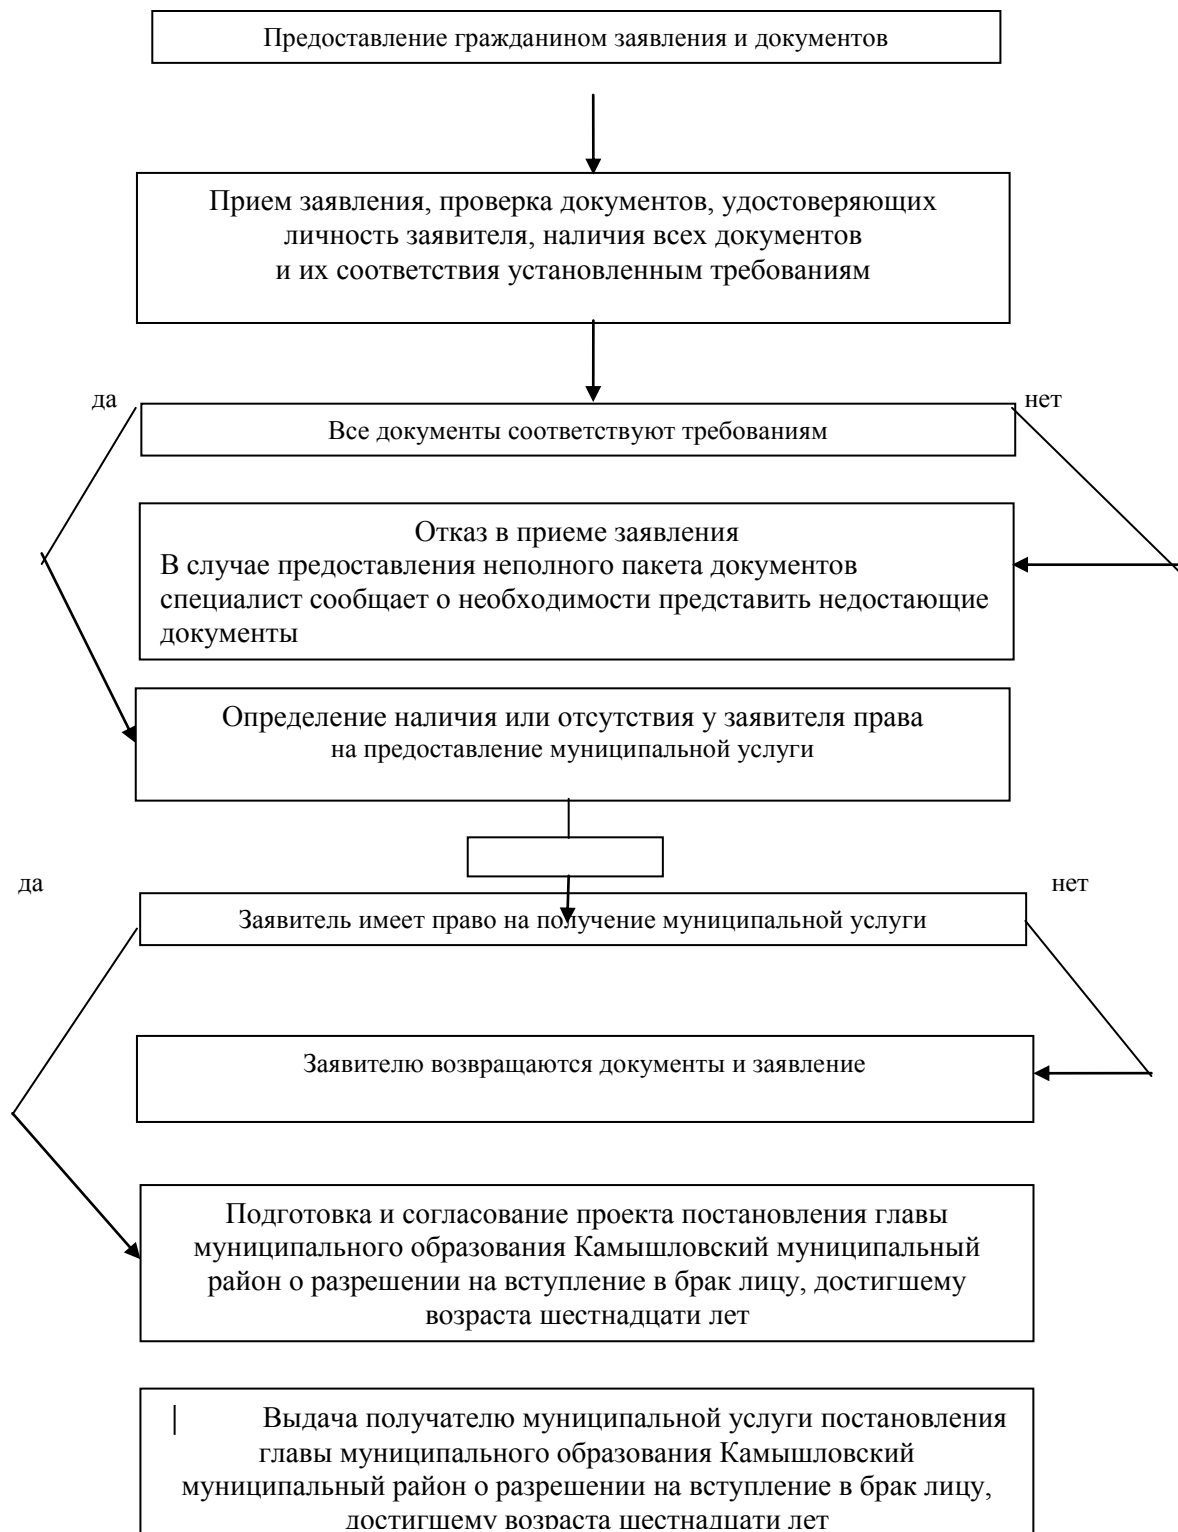 Предоставление гражданином заявления и документов
Прием заявления, проверка документов, удостоверяющих
личность заявителя, наличия всех документов
и их соответствия установленным требованиям
да
нет
Все документы соответствуют требованиям
Отказ в приеме заявления
В случае предоставления неполного пакета документов
специалист сообщает о необходимости представить недостающие
документы
Определение наличия или отсутствия у заявителя права
на предоставление муниципальной услуги
да
нет
Заявитель имеет право на получение муниципальной услуги
Заявителю возвращаются документы и заявление
Подготовка и согласование проекта постановления главы
муниципального образования Камышловский муниципальный
район о разрешении на вступление в брак лицу, достигшему
возраста шестнадцати лет
| Выдача получателю муниципальной услуги постановления
главы муниципального образования Камышловский
муниципальный район о разрешении на вступление в брак лицу,
достигшему возраста шестнадцати лет